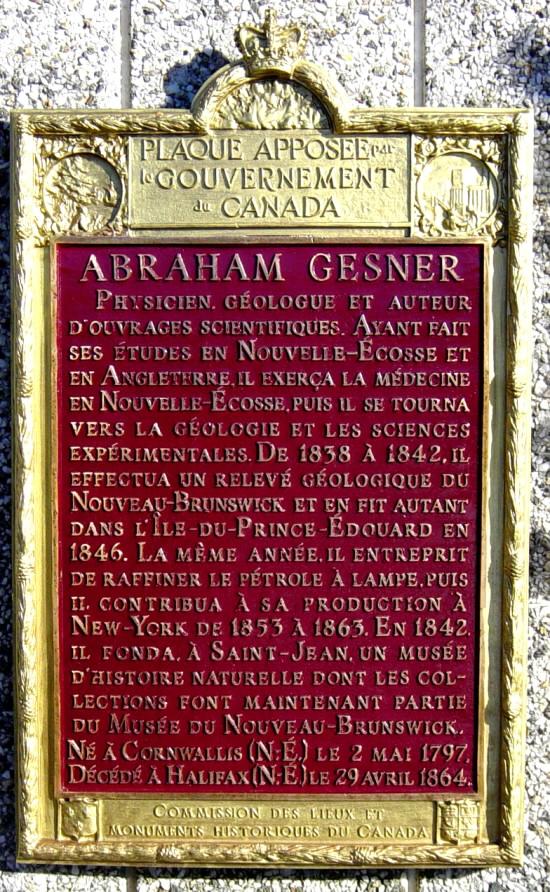 PLAQUE APPOSÉE par
le GOUVERNEMENT
du CANADA
ABRAHAM GESNER
PHYSICIEN, GÉOLOGUE ET AUTEUR
D'OUVRAGES SCIENTIFIQUES. AYANT FAIT
SES ÉTUDES EN NOUVELLE-ÉCOSSE ET
EN ANGLETERRE, IL EXERÇA LA MÉDECINE
EN NOUVELLE-ÉCOSSE, PUIS IL SE TOURNA
VERS LA GÉOLOGIE ET LES SCIENCES
EXPÉRIMENTALES. DE 1838 À 1842, IL
EFFECTUA UN RELEVÉ GÉOLOGIQUE DU
NOUVEAU-BRUNSWICK ET EN FIT AUTANT
DANS L'ÎLE-DU-PRINCE-ÉDOUARD EN
1846. LA MÊME ANNÉE, IL ENTREPRIT
DE RAFFINER LE PÉTROLE À LAMPE, PUIS
IL CONTRIBUA À SA PRODUCTION À
NEW-YORK DE 1853 À 1863. EN 1842,
IL FONDA, À SAINT-JEAN, UN MUSÉE
D'HISTOIRE NATURELLE DONT LES COL-
LECTIONS FONT MAINTENANT PARTIE
DU MUSÉE DU NOUVEAU-BRUNSWICK.
NÉ À CORNWALLIS (N.-É.) LE 2 MAI 1797.
DÉCÉDÉ À HALIFAX (N.-É.) LE 29 AVRIL 1864.
COMMISSION DES LIEUX ET
MONUMENTS HISTORIQUES DU CANADA